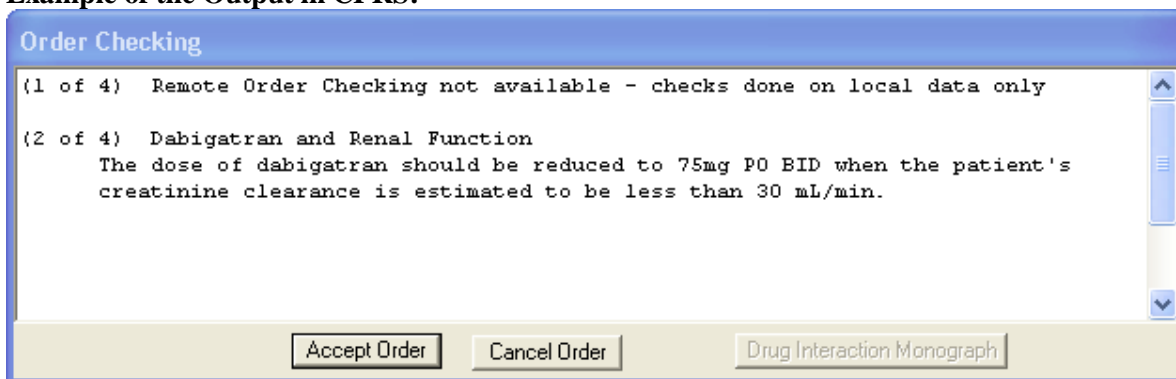 Example of the Output in CPRS:
Order Checking
(1 of 4) Remote Order Checking not available - checks done on local data only
(2 of 4) Dabigatran and Renal Function
The dose of dabigatran should be reduced to 75mg PO BID when the patient's
creatinine clearance is estimated to be less than 30 mL/min.
Accept Order Cancel Order Drug Interaction Monograph